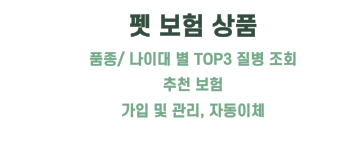 펫 보험 상품
품종/ 나이대 별 TOP3 질병 조회
추천 보험
가입 및 관리, 자동이체